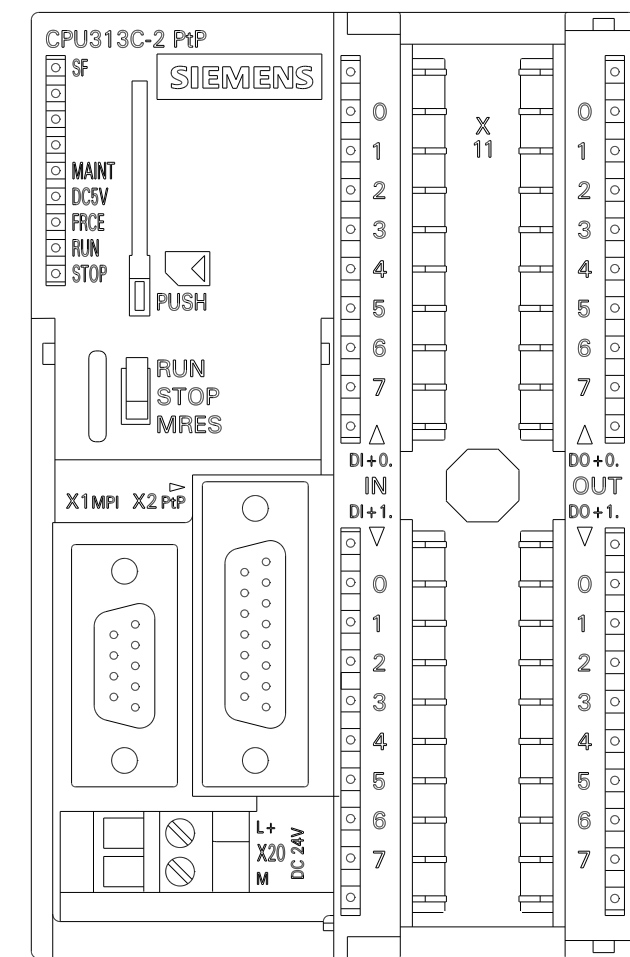 CPU313C-2 PtP
SF
SIEMENS
MAINT
DC5V
FRCE
RUN
STOP
PUSH
RUN
STOP
MRES
X1 MPI X2 PtP
L+
X20
M
DC 24V
0
1
2
3
4
5
6
7
DI+0.
IN
DI+1.
0
1
2
3
4
5
6
7
X
11
0
1
2
3
4
5
6
7
DO+0.
OUT
DO+1.
0
1
2
3
4
5
6
7